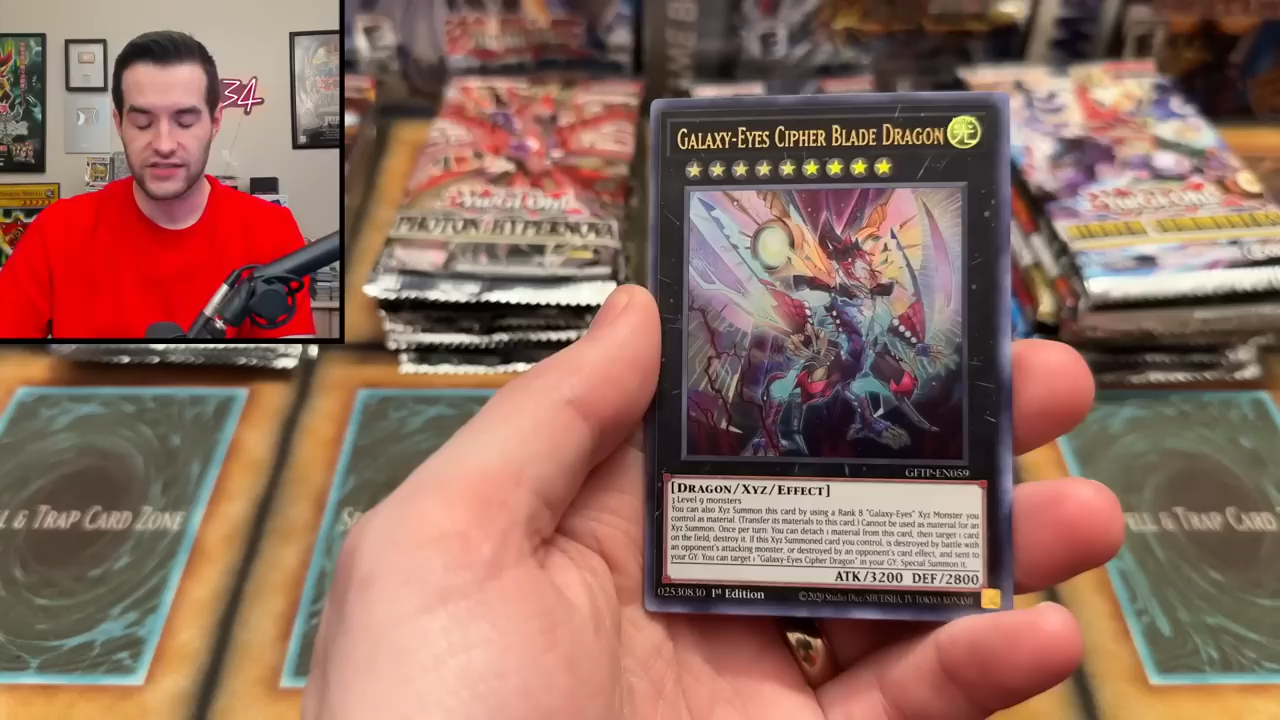 34
GALAXY-EYES CIPHER BLADE DRAGON
光
GFTP-EN059
[DRAGON/XYZ/EFFECT]
3 Level 9 monsters
You can also Xyz Summon this card by using a Rank 8 "Galaxy-Eyes" Xyz Monster you
control as material. (Transfer its materials to this card.) Cannot be used as material for an
Xyz Summon. Once per turn: You can detach 1 material from this card, then target 1 card
on the field; destroy it. If this Xyz Summoned card you control, is destroyed by battle with
an opponent's attacking monster, or destroyed by an opponent's card effect, and sent to
your GY: You can target 1 "Galaxy-Eyes Cipher Dragon" in your GY; Special Summon it.
ATK/3200 DEF/2800
02530830 1st Edition
©2020 Studio Dice/SHUEISHA, TV TOKYO, KONAMI
Yu-Gi-Oh!
PHOTON HYPERNOVA
Yu-Gi-Oh!
L & TRAP CARD ZONE
SP
ELL & TRAP CARD